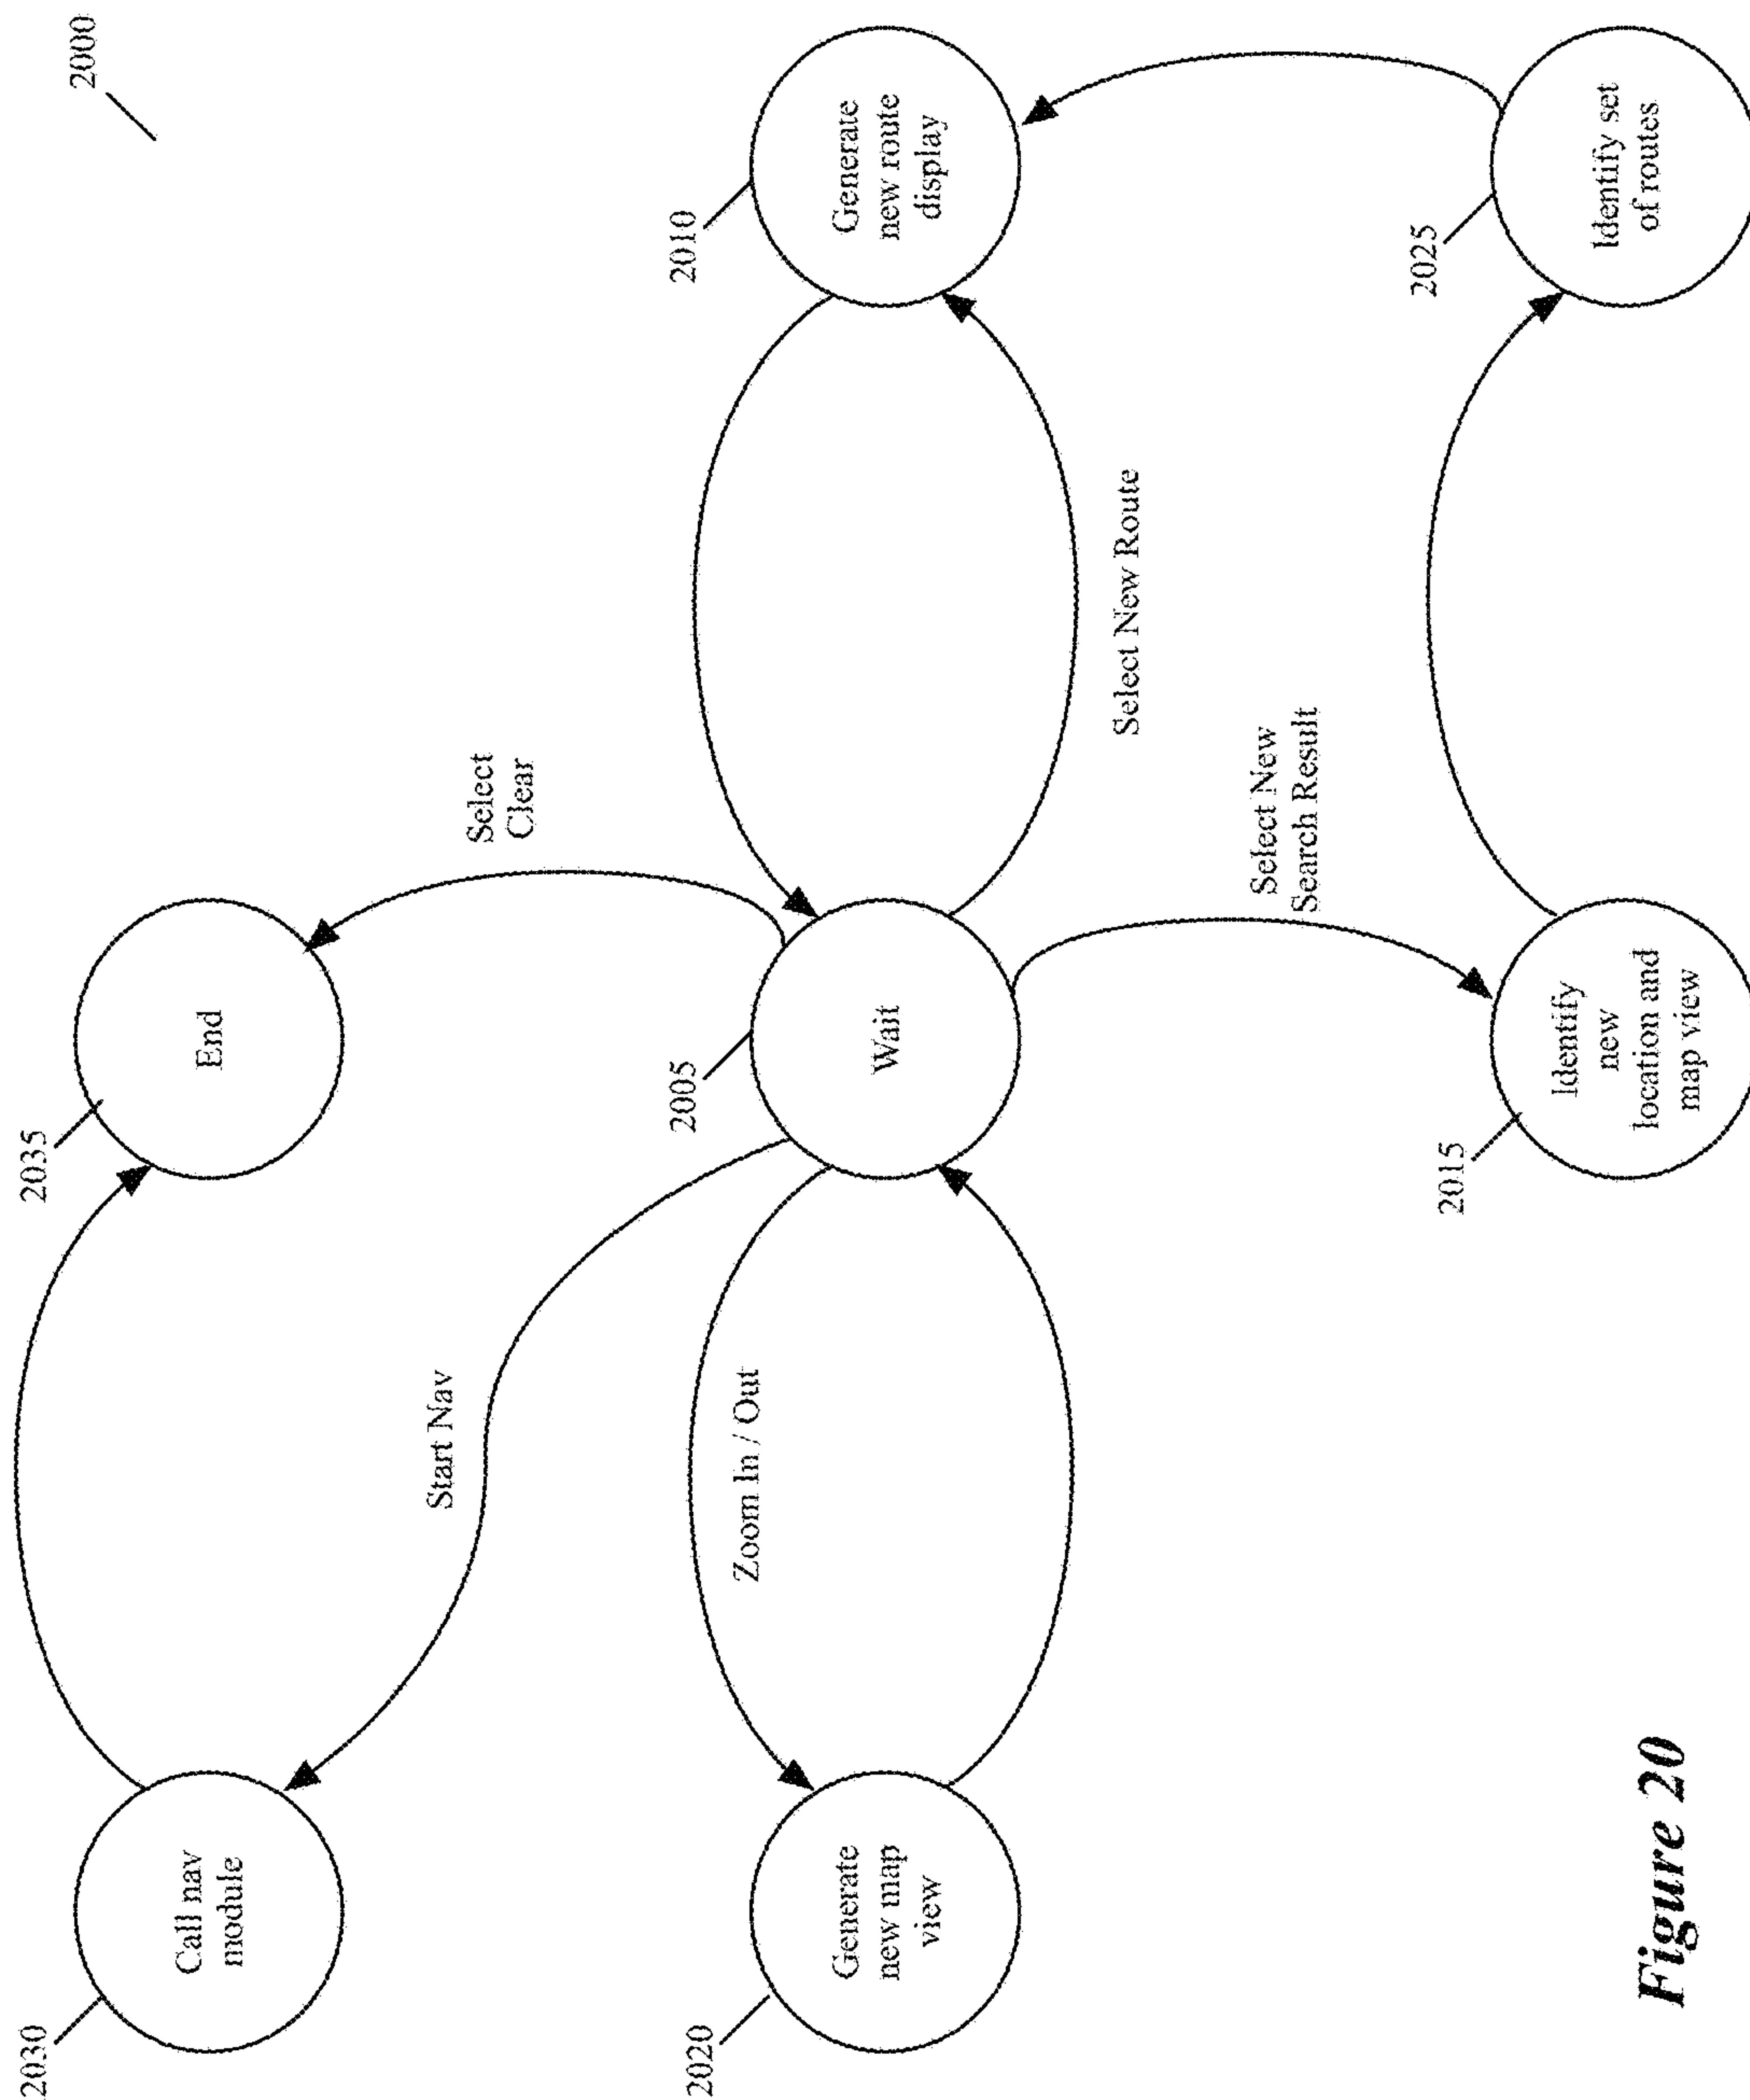 2000
2030
Call nav
module
2035
End
Start Nav
Select
Clear
2020
Generate
new map
view
Zoom In / Out
2005
Wait
2010
Generate
new route
display
Select New Route
Select New
Search Result
2015
Identify
new
location and
map view
2025
Identify set
of routes
Figure 20